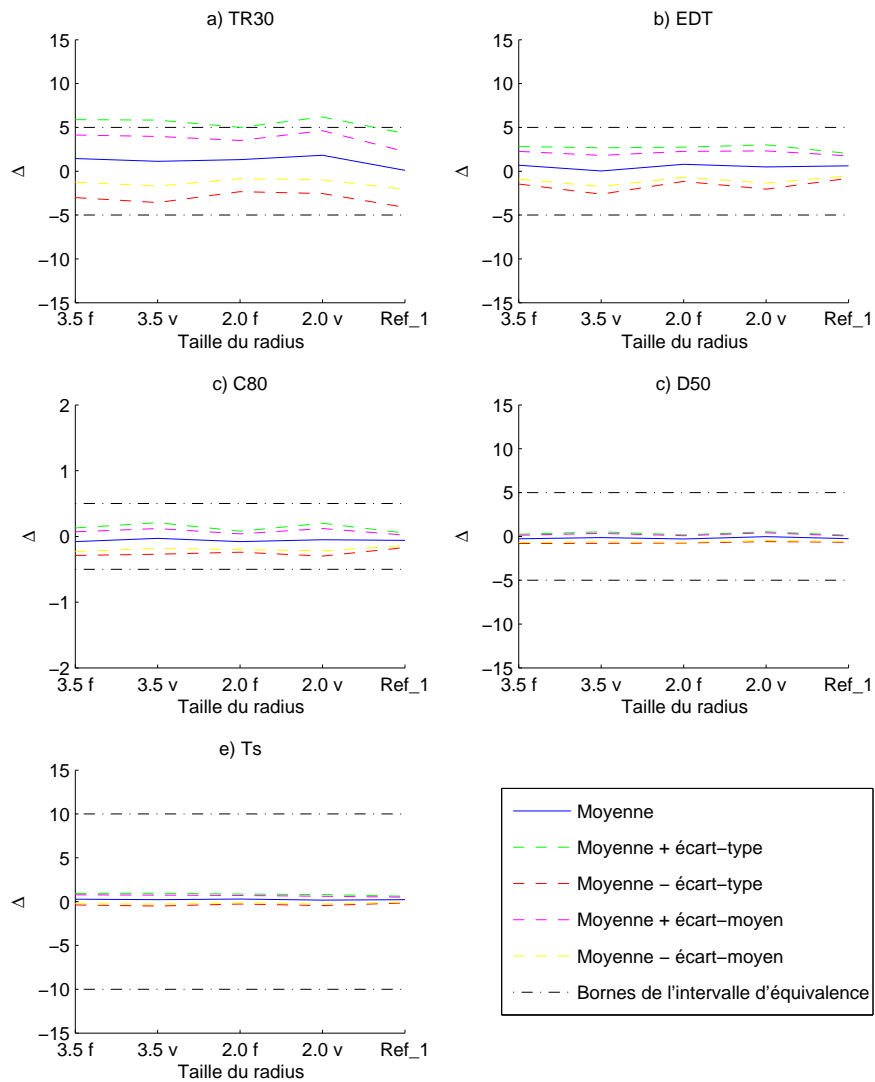 a) TR30
15
10
5
0
−5
−10
−15
Δ
3.5 f 3.5 v 2.0 f 2.0 v Ref_1
Taille du radius
b) EDT
15
10
5
0
−5
−10
−15
Δ
3.5 f 3.5 v 2.0 f 2.0 v Ref_1
Taille du radius
c) C80
2
1
0
−1
−2
Δ
3.5 f 3.5 v 2.0 f 2.0 v Ref_1
Taille du radius
c) D50
15
10
5
0
−5
−10
−15
Δ
3.5 f 3.5 v 2.0 f 2.0 v Ref_1
Taille du radius
e) Ts
15
10
5
0
−5
−10
−15
Δ
3.5 f 3.5 v 2.0 f 2.0 v Ref_1
Taille du radius
Moyenne
Moyenne + écart−type
Moyenne − écart−type
Moyenne + écart−moyen
Moyenne − écart−moyen
Bornes de l'intervalle d'équivalence